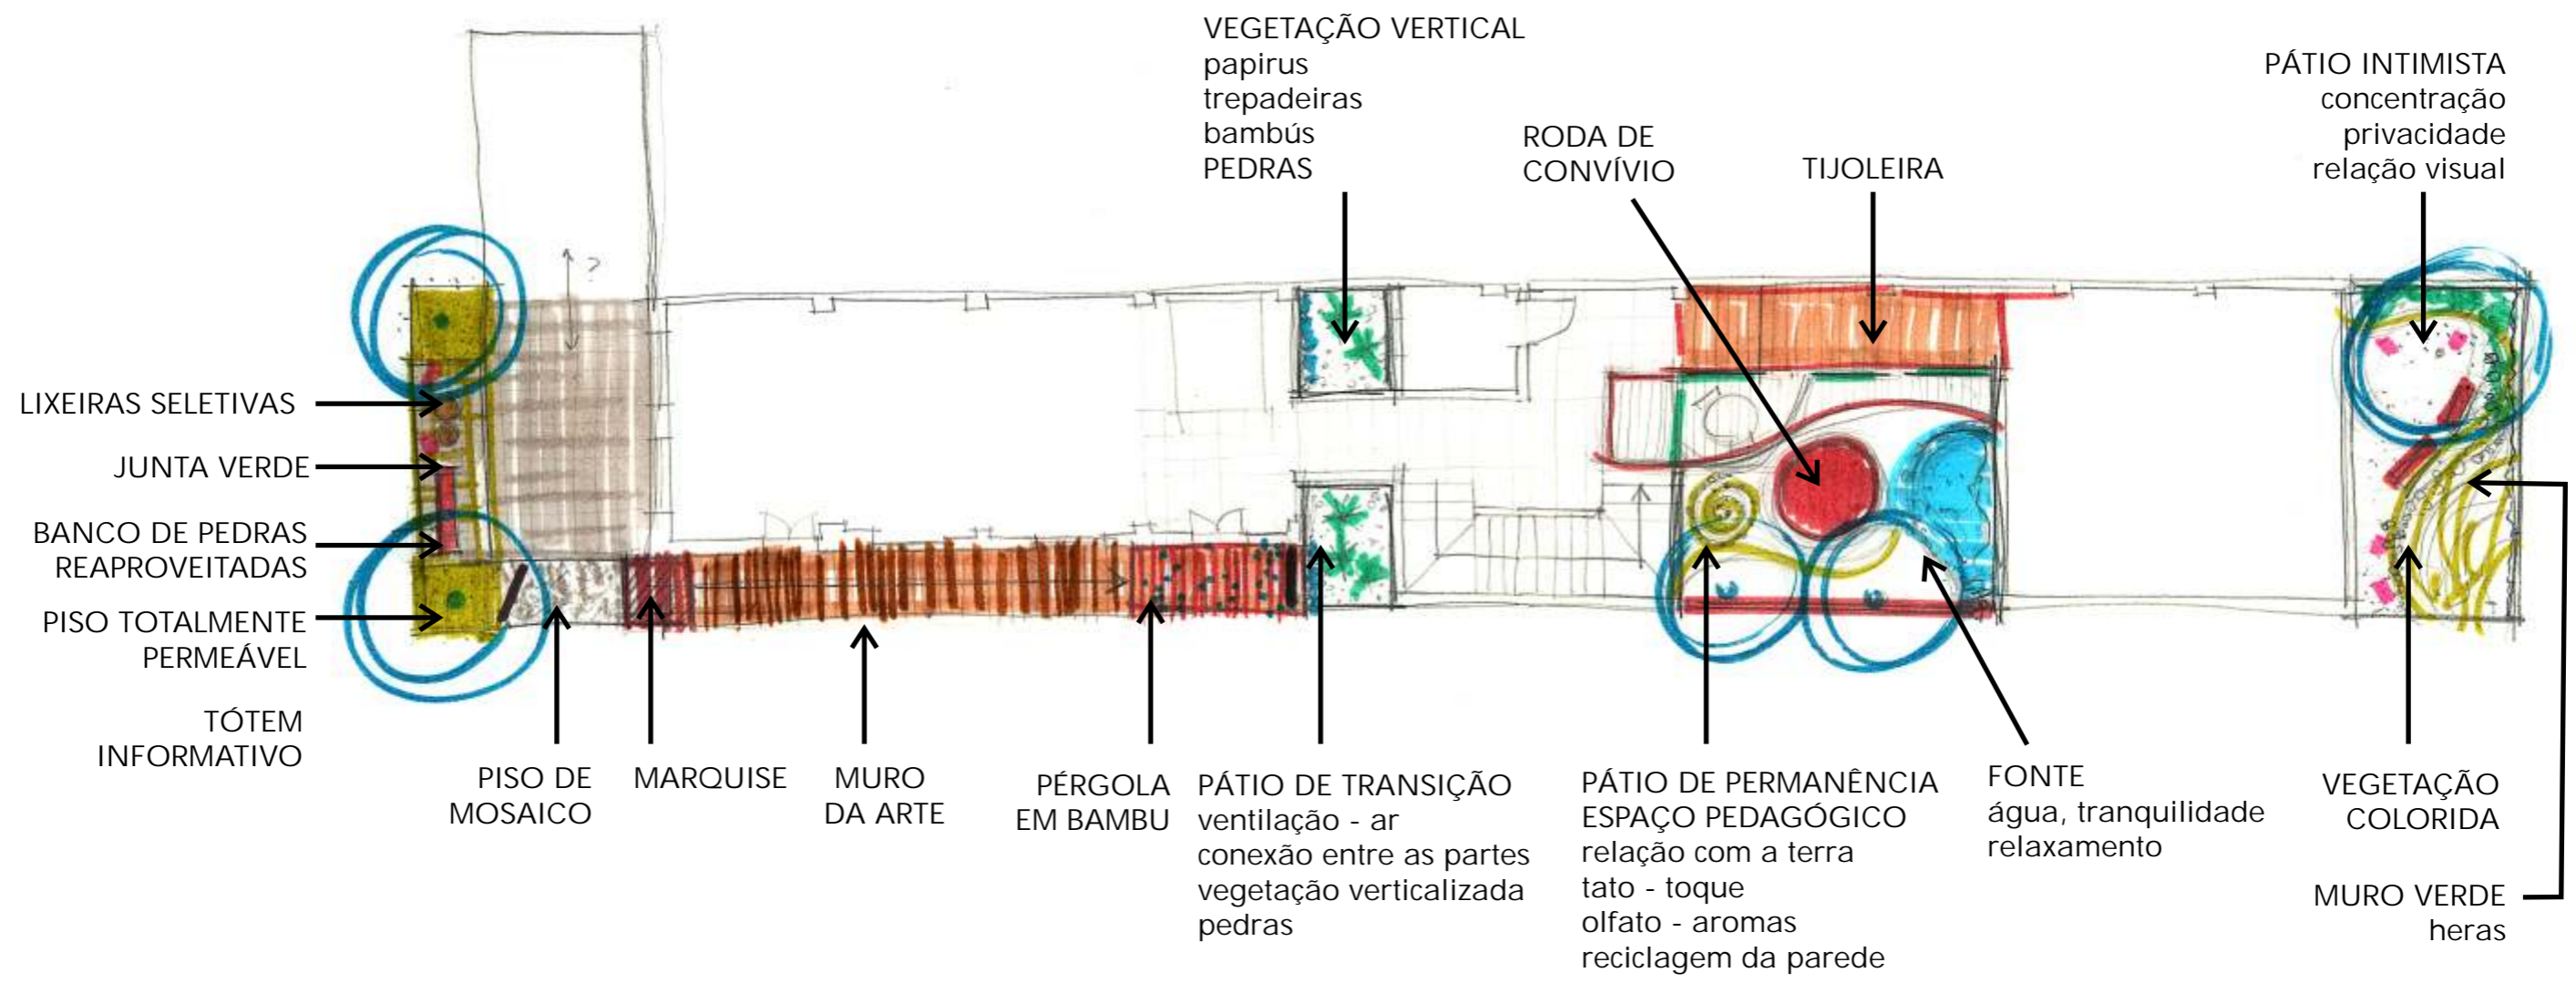 VEGETAÇÃO VERTICAL
papirus
trepadeiras
bambús
PEDRAS
RODA DE
CONVÍVIO
TIJOLEIRA
PÁTIO INTIMISTA
concentração
privacidade
relação visual
?
LIXEIRAS SELETIVAS
JUNTA VERDE
BANCO DE PEDRAS
REAPROVEITADAS
PISO TOTALMENTE
PERMEÁVEL
TÓTEM
INFORMATIVO
PISO DE
MOSAICO
MARQUISE
MURO
DA ARTE
PÉRGOLA
EM BAMBU
PÁTIO DE TRANSIÇÃO
ventilação - ar
conexão entre as partes
vegetação verticalizada
pedras
PÁTIO DE PERMANÊNCIA
ESPAÇO PEDAGÓGICO
relação com a terra
tato - toque
olfato - aromas
reciclagem da parede
FONTE
água, tranquilidade
relaxamento
VEGETAÇÃO
COLORIDA
MURO VERDE
heras